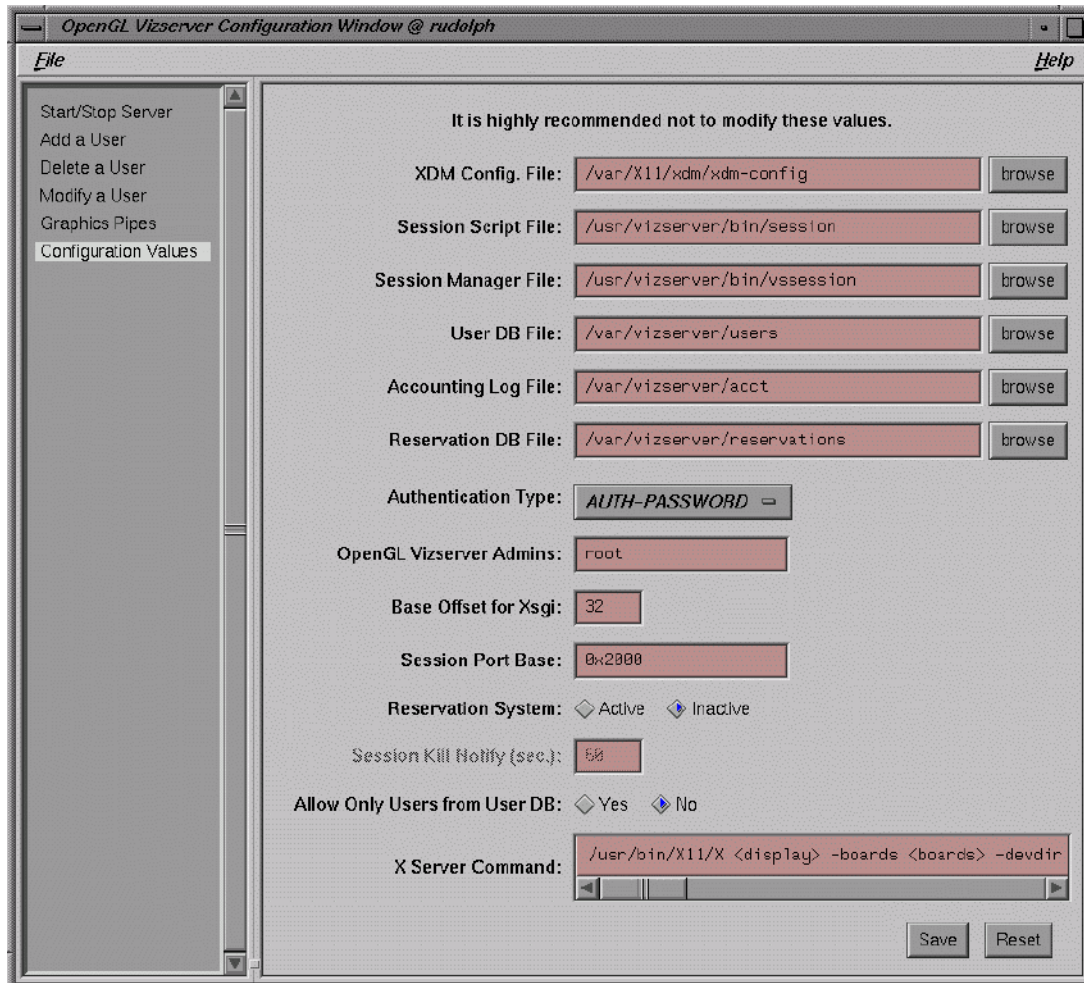 OpenGL Vizserver Configuration Window @ rudolph
File Help
Start/Stop Server
Add a User
Delete a User
Modify a User
Graphics Pipes
Configuration Values
It is highly recommended not to modify these values.
XDM Config. File: /var/X11/xdm/xdm-config browse
Session Script File: /usr/vizserver/bin/session browse
Session Manager File: /usr/vizserver/bin/vssession browse
User DB File: /var/vizserver/users browse
Accounting Log File: /var/vizserver/acct browse
Reservation DB File: /var/vizserver/reservations browse
Authentication Type: AUTH-PASSWORD
OpenGL Vizserver Admins: root
Base Offset for Xsgi: 32
Session Port Base: 0x2000
Reservation System: Active Inactive
Session Kill Notify (sec.): 60
Allow Only Users from User DB: Yes No
X Server Command: /usr/bin/X11/X <display> -boards <boards> -devdir
Save Reset